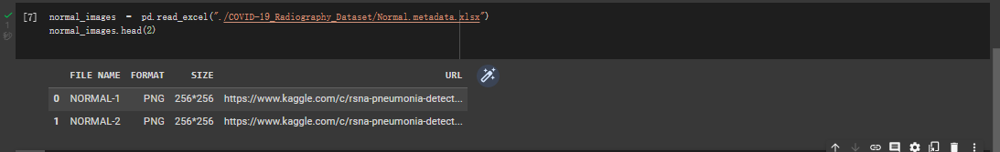 [7] normal_images = pd.read_excel("./COVID-19_Radiography_Dataset/Normal.metadata.xlsx")
normal_images.head(2)
FILE NAME FORMAT SIZE URL
0 NORMAL-1 PNG 256*256 https://www.kaggle.com/c/rsna-pneumonia-detect...
1 NORMAL-2 PNG 256*256 https://www.kaggle.com/c/rsna-pneumonia-detect...